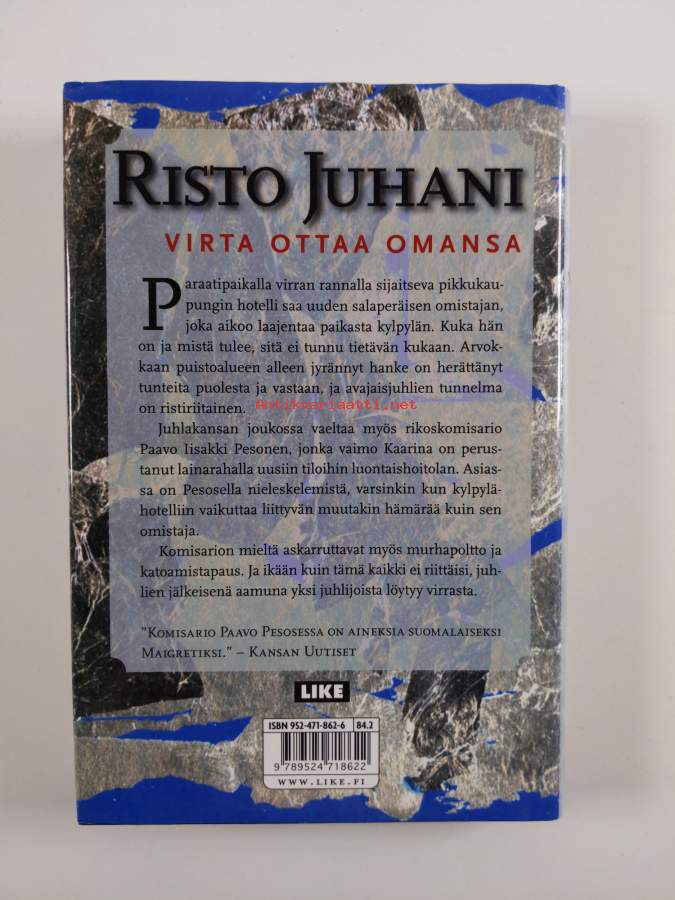 RISTO JUHANI
VIRTA OTTAA OMANSA
Paraatipaikalla virran rannalla sijaitseva pikkukau-
pungin hotelli saa uuden salaperäisen omistajan,
joka aikoo laajentaa paikasta kylpylän. Kuka hän
on ja mistä tulee, sitä ei tunnu tietävän kukaan. Arvok-
kaan puistoalueen alleen jyrännyt hanke on herättänyt
tunteita puolesta ja vastaan, ja avajaisjuhlien tunnelma
on ristiriitainen.
Antikvariaatti.net
Juhlakansan joukossa vaeltaa myös rikoskomisario
Paavo Iisakki Pesonen, jonka vaimo Kaarina on perus-
tanut lainarahalla uusiin tiloihin luontaishoitolan. Asias-
sa on Pesosella nieleskelemistä, varsinkin kun kylpylä-
hotelliin vaikuttaa liittyvän muutakin hämärää kuin sen
omistaja.
Komisarion mieltä askarruttavat myös murhapoltto ja
katoamistapaus. Ja ikään kuin tämä kaikki ei riittäisi, juh-
lien jälkeisenä aamuna yksi juhlijoista löytyy virrasta.
"KOMISARIO PAAVO PESOSESSA ON AINEKSIA SUOMALAISEKSI
MAIGRETIKSI." – KANSAN UUTISET
LIKE
ISBN 952-471-862-6 84.2
9 789524 718622
WWW.LIKE.FI